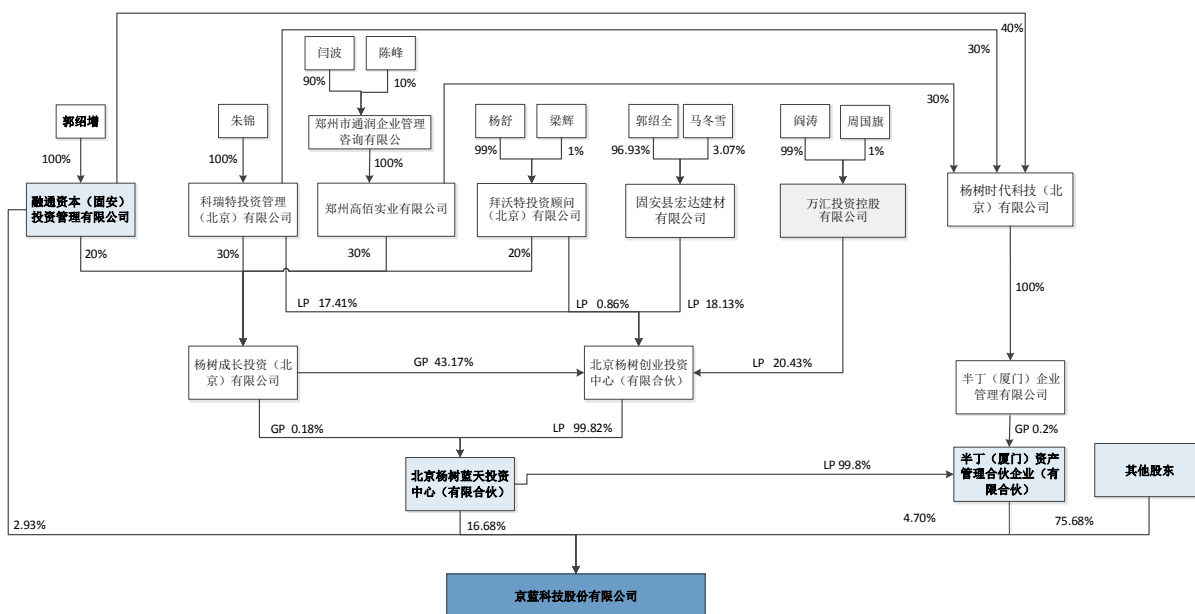 40%
30%
闫波
陈峰
90%
10%
30%
郭绍增
朱锦
郑州市通润企业管理
咨询有限公
杨舒
梁辉
郭绍全
马冬雪
阎涛
周国旗
100%
100%
100%
99%
1%
96.93%
3.07%
99%
1%
融通资本（固安）
投资管理有限公司
科瑞特投资管理
（北京）有限公司
郑州高佰实业有限公司
拜沃特投资顾问
（北京）有限公司
固安县宏达建材
有限公司
万汇投资控股
有限公司
杨树时代科技（北
京）有限公司
20%
30%
30%
20%
LP 17.41%
LP 0.86%
LP 18.13%
100%
杨树成长投资（北
京）有限公司
GP 43.17%
北京杨树创业投资
中心（有限合伙）
LP 20.43%
半丁（厦门）企业
管理有限公司
GP 0.18%
LP 99.82%
GP 0.2%
北京杨树蓝天投资
中心（有限合伙）
LP 99.8%
半丁（厦门）资产
管理合伙企业（有
限合伙）
其他股东
2.93%
16.68%
4.70%
75.68%
京蓝科技股份有限公司